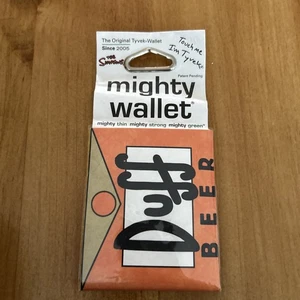 The Original Tyvek-Wallet
Since 2005
Touch me
I'm Tyvek
THE
SIMPSONS
Patent Pending
mighty
wallet®
mighty thin mighty strong mighty green
Duff
BEER